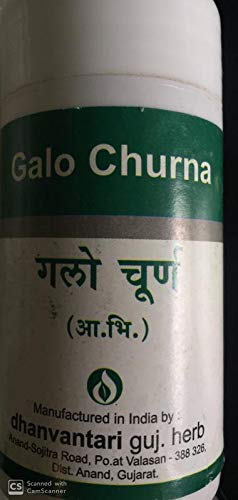 Galo Churna
गलो चूर्ण
(आ.भि.)
Manufactured in India by :
dhanvantari guj. herb
Anand-Sojitra Road, Po.at Valasan - 388 326.
Dist. Anand, Gujarat.
CS Scanned with
CamScanner